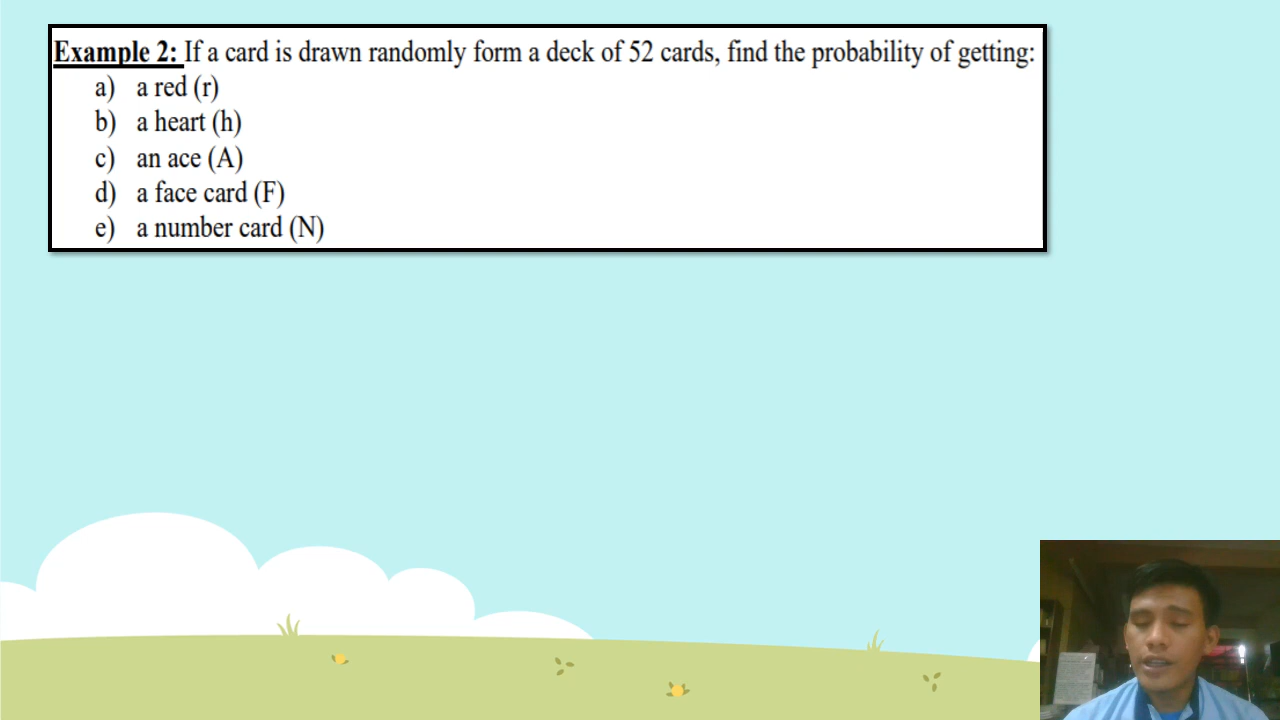 Example 2: If a card is drawn randomly form a deck of 52 cards, find the probability of getting:
a) a red (r)
b) a heart (h)
c) an ace (A)
d) a face card (F)
e) a number card (N)